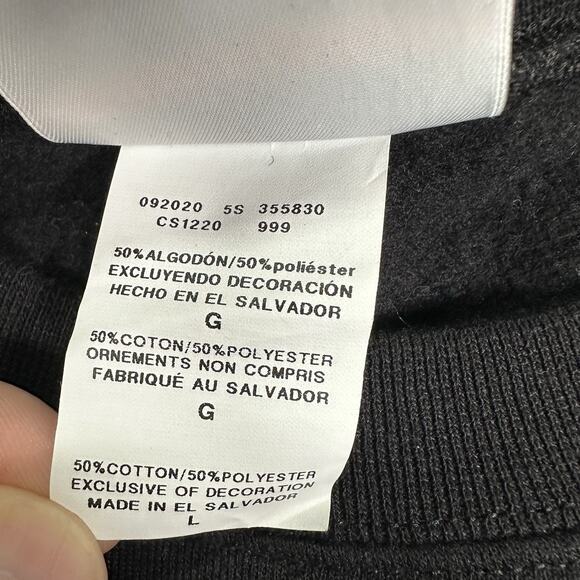 092020 5S 355830
CS1220 999
50%ALGODÓN/50%poliéster
EXCLUYENDO DECORACIÓN
HECHO EN EL SALVADOR
G
50%COTON/50%POLYESTER
ORNEMENTS NON COMPRIS
FABRIQUÉ AU SALVADOR
G
50%COTTON/50%POLYESTER
EXCLUSIVE OF DECORATION
MADE IN EL SALVADOR
L